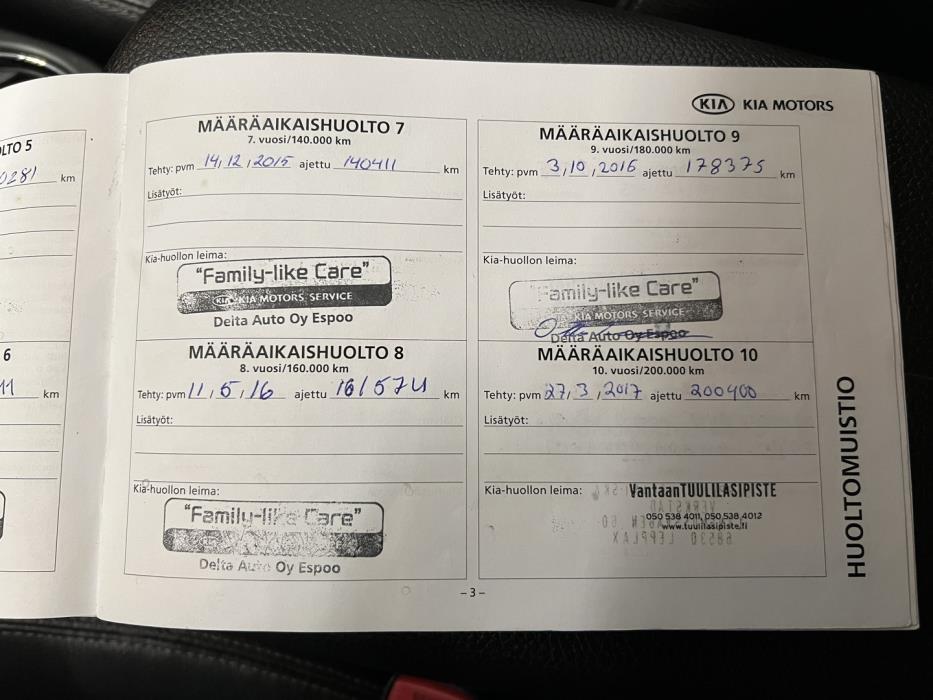 LTO 5
0281 km
6
11 km
KIA KIA MOTORS
MÄÄRÄAIKAISHUOLTO 7
7. vuosi/140.000 km
Tehty: pvm 14,12,2015 ajettu 140411 km
Lisätyöt:
Kia-huollon leima:
"Family-like Care"
KIA KIA MOTORS SERVICE
Delta Auto Oy Espoo
MÄÄRÄAIKAISHUOLTO 8
8. vuosi/160.000 km
Tehty: pvm 11,5,16 ajettu 161574 km
Lisätyöt:
Kia-huollon leima:
"Family-like Care"
Delta Auto Oy Espoo
MÄÄRÄAIKAISHUOLTO 9
9. vuosi/180.000 km
Tehty: pvm 3,10,2016 ajettu 178375 km
Lisätyöt:
Kia-huollon leima:
"Family-like Care"
KIA MOTORS SERVICE
Delta Auto Oy Espoo
MÄÄRÄAIKAISHUOLTO 10
10. vuosi/200.000 km
Tehty: pvm 27,3,2017 ajettu 200400 km
Lisätyöt:
Kia-huollon leima:
VantaanTUULILASIPISTE
050 538 4011, 050 538 4012
www.tuulilasipiste.fi
68530 LEPPLAX
– 3 –
HUOLTOMUISTIO